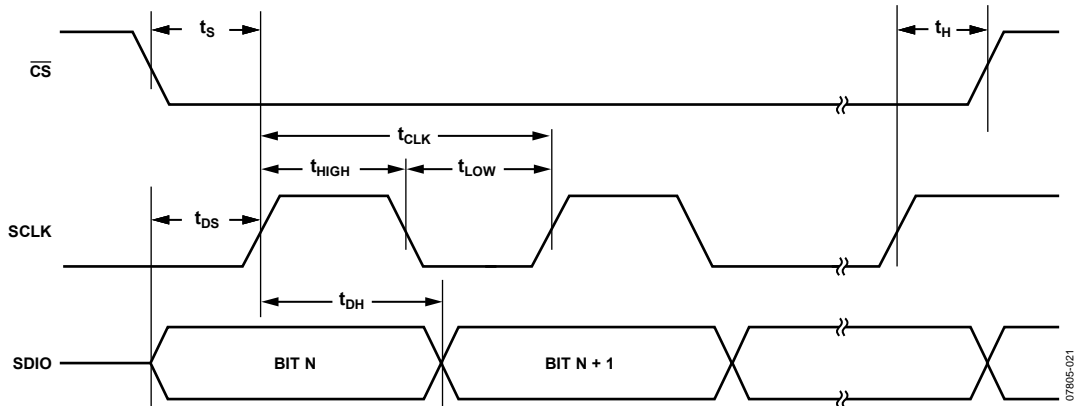 tS
tH
CS
tCLK
tHIGH
tLOW
tDS
SCLK
tDH
SDIO
BIT N
BIT N + 1
07805-021